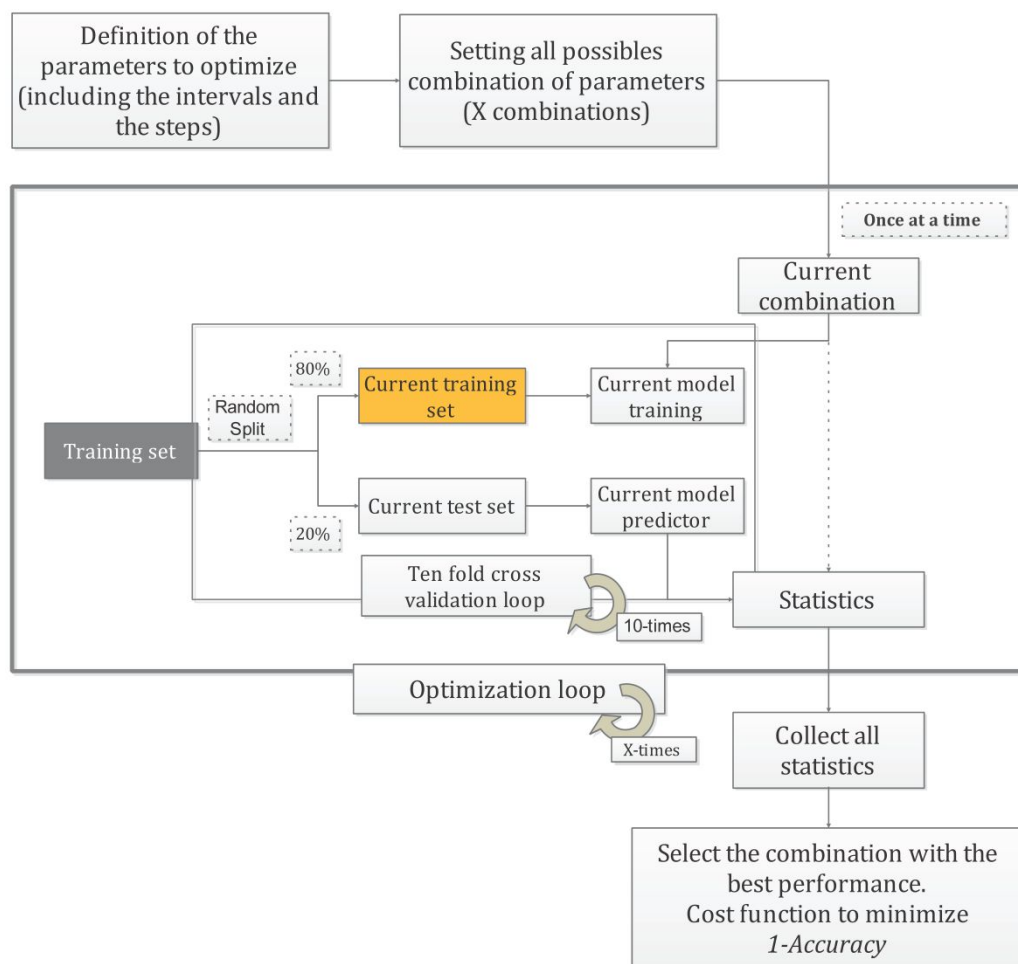 Definition of the
parameters to optimize
(including the intervals and
the steps)
Setting all possibles
combination of parameters
(X combinations)
Once at a time
Current
combination
80%
Current training
set
Current model
training
Random
Split
Training set
Current test set
Current model
predictor
20%
Ten fold cross
validation loop
10-times
Statistics
Optimization loop
X-times
Collect all
statistics
Select the combination with the
best performance.
Cost function to minimize
1-Accuracy